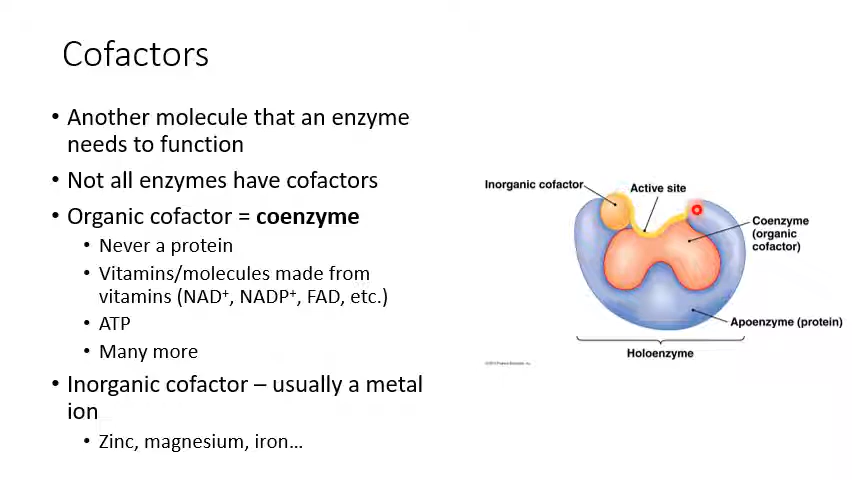 Cofactors
• Another molecule that an enzyme
needs to function
• Not all enzymes have cofactors
• Organic cofactor = coenzyme
• Never a protein
• Vitamins/molecules made from
vitamins (NAD⁺, NADP⁺, FAD, etc.)
• ATP
• Many more
• Inorganic cofactor – usually a metal
ion
• Zinc, magnesium, iron…
Inorganic cofactor
Active site
Coenzyme
(organic
cofactor)
Apoenzyme (protein)
Holoenzyme